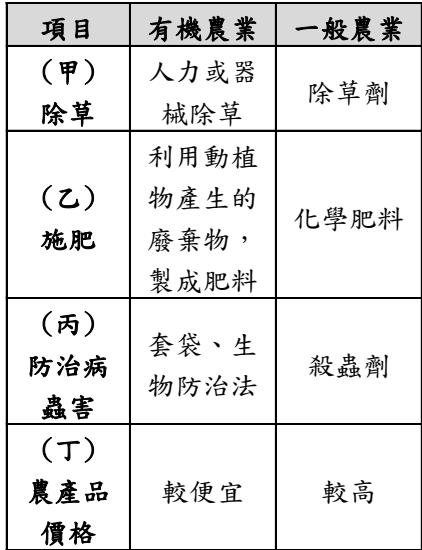 項目 有機農業 一般農業
（甲）
除草
人力或器
械除草
除草劑
（乙）
施肥
利用動植
物產生的
廢棄物，
製成肥料
化學肥料
（丙）
防治病
蟲害
套袋、生
物防治法
殺蟲劑
（丁）
農產品
價格
較便宜
較高